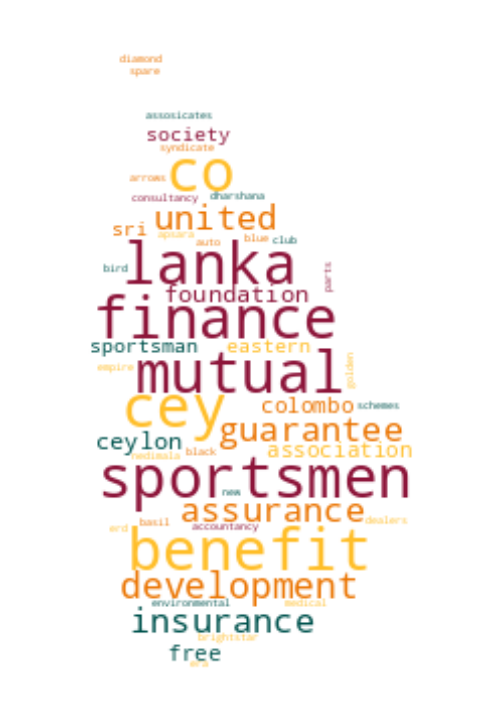 diamond
spare
assosicates
society
syndicate
co
arroms
consultancy dharshana
united
sri apsara
auto blue club
lanka
bird parts
foundation
finance
sportsman eastern
mutual
empire golden
cey
colombo schemes
guarantee
ceylon association
nedimala black
sportsmen
new
assurance
basil accountancy dealers
erd
benefit
development
environmental medical
insurance
brightstar
free
era